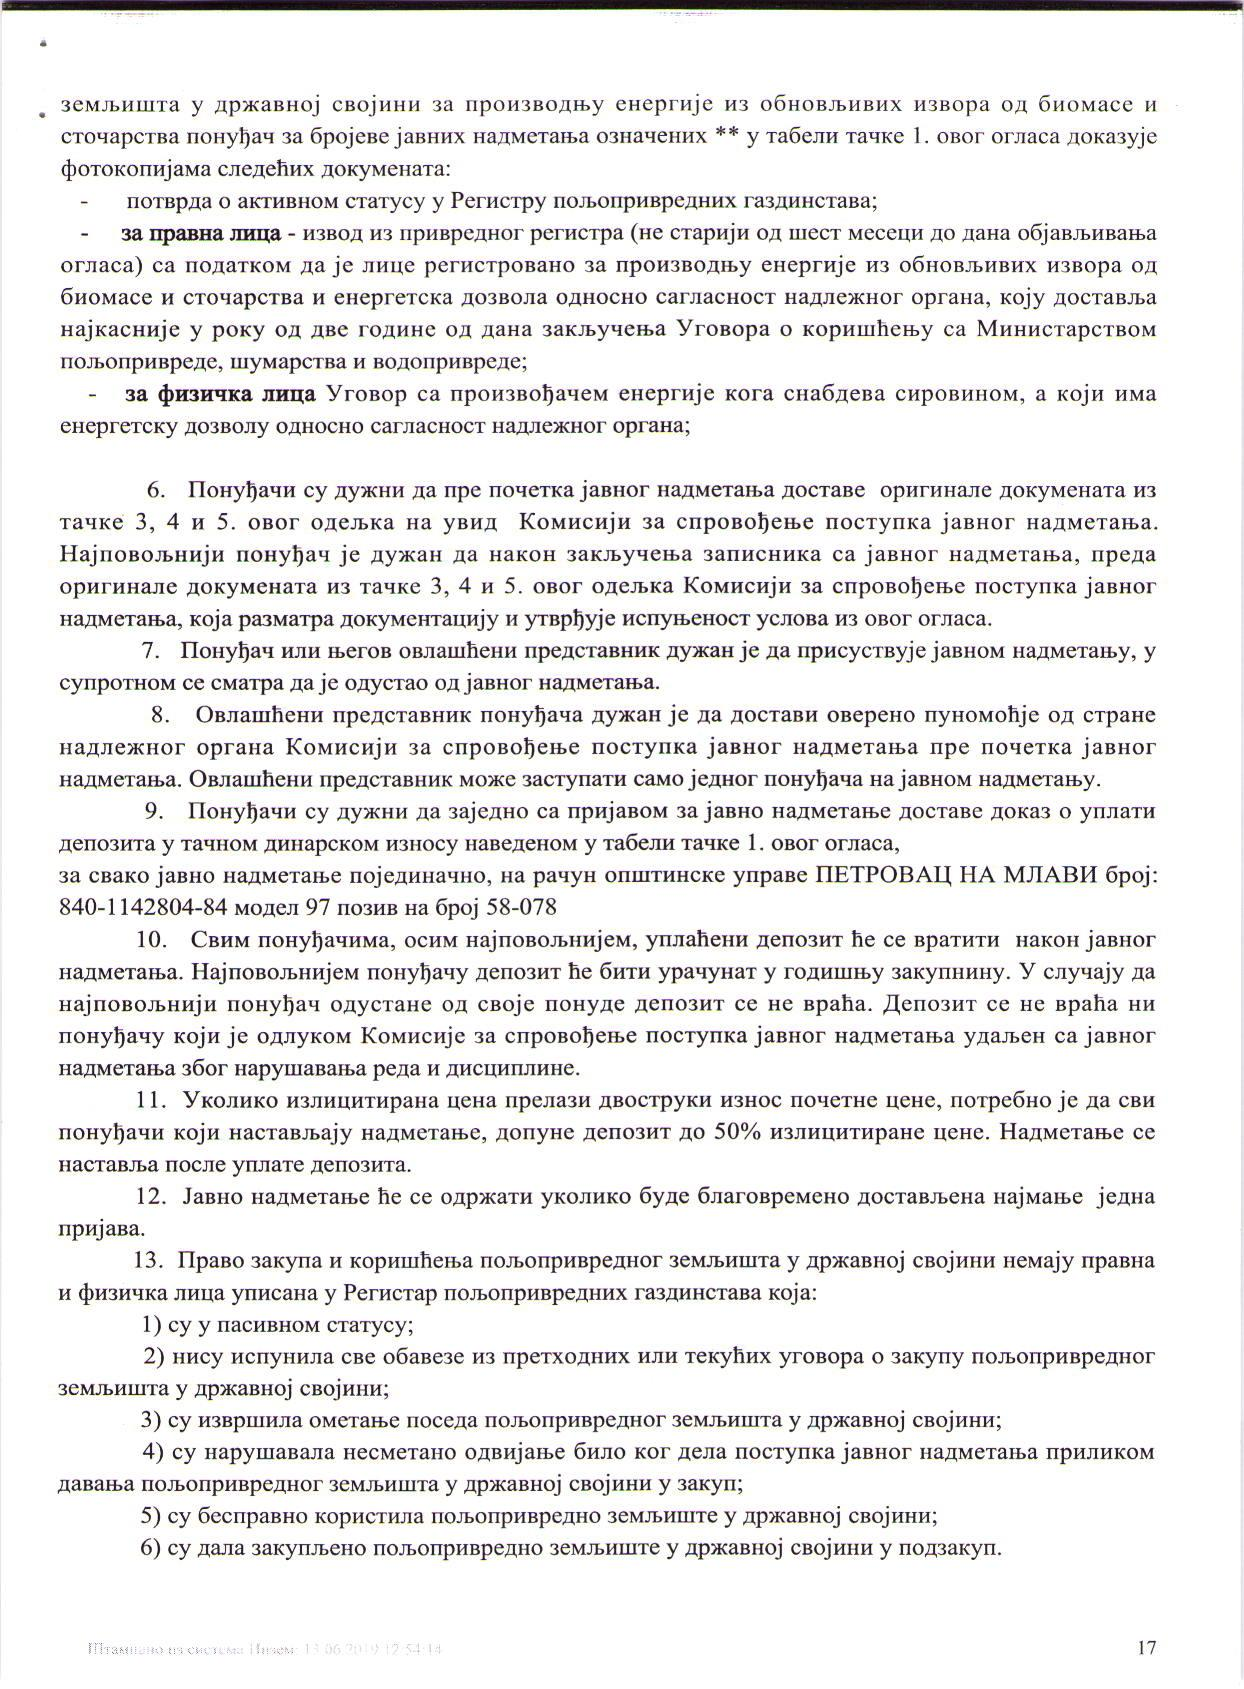 земљишта у државној својини за производњу енергије из обновљивих извора од биомасе и
сточарства понуђач за бројеве јавних надметања означених ** у табели тачке 1. овог огласа доказује
фотокопијама следећих докумената:
- потврда о активном статусу у Регистру пољопривредних газдинстава;
- за правна лица - извод из привредног регистра (не старији од шест месеци до дана објављивања
огласа) са податком да је лице регистровано за производњу енергије из обновљивих извора од
биомасе и сточарства и енергетска дозвола односно сагласност надлежног органа, коју доставља
најкасније у року од две године од дана закључења Уговора о коришћењу са Министарством
пољопривреде, шумарства и водопривреде;
- за физичка лица Уговор са произвођачем енергије кога снабдева сировином, а који има
енергетску дозволу односно сагласност надлежног органа;
6. Понуђачи су дужни да пре почетка јавног надметања доставе оригинале докумената из
тачке 3, 4 и 5. овог одељка на увид Комисији за спровођење поступка јавног надметања.
Најповољнији понуђач је дужан да након закључења записника са јавног надметања, преда
оригинале докумената из тачке 3, 4 и 5. овог одељка Комисији за спровођење поступка јавног
надметања, која разматра документацију и утврђује испуњеност услова из овог огласа.
7. Понуђач или његов овлашћени представник дужан је да присуствује јавном надметању, у
супротном се сматра да је одустао од јавног надметања.
8. Овлашћени представник понуђача дужан је да достави оверено пуномоћје од стране
надлежног органа Комисији за спровођење поступка јавног надметања пре почетка јавног
надметања. Овлашћени представник може заступати само једног понуђача на јавном надметању.
9. Понуђачи су дужни да заједно са пријавом за јавно надметање доставе доказ о уплати
депозита у тачном динарском износу наведеном у табели тачке 1. овог огласа,
за свако јавно надметање појединачно, на рачун општинске управе ПЕТРОВАЦ НА МЛАВИ број:
840-1142804-84 модел 97 позив на број 58-078
10. Свим понуђачима, осим најповољнијем, уплаћени депозит ће се вратити након јавног
надметања. Најповољнијем понуђачу депозит ће бити урачунат у годишњу закупнину. У случају да
најповољнији понуђач одустане од своје понуде депозит се не враћа. Депозит се не враћа ни
понуђачу који је одлуком Комисије за спровођење поступка јавног надметања удаљен са јавног
надметања због нарушавања реда и дисциплине.
11. Уколико излицитирана цена прелази двоструки износ почетне цене, потребно је да сви
понуђачи који настављају надметање, допуне депозит до 50% излицитиране цене. Надметање се
наставља после уплате депозита.
12. Јавно надметање ће се одржати уколико буде благовремено достављена најмање једна
пријава.
13. Право закупа и коришћења пољопривредног земљишта у државној својини немају правна
и физичка лица уписана у Регистар пољопривредних газдинстава која:
1) су у пасивном статусу;
2) нису испунила све обавезе из претходних или текућих уговора о закупу пољопривредног
земљишта у државној својини;
3) су извршила ометање поседа пољопривредног земљишта у државној својини;
4) су нарушавала несметано одвијање било ког дела поступка јавног надметања приликом
давања пољопривредног земљишта у државној својини у закуп;
5) су бесправно користила пољопривредно земљиште у државној својини;
6) су дала закупљено пољопривредно земљиште у државној својини у подзакуп.
Штампано из система Инзем: 13.06.2019 12:54:14
17